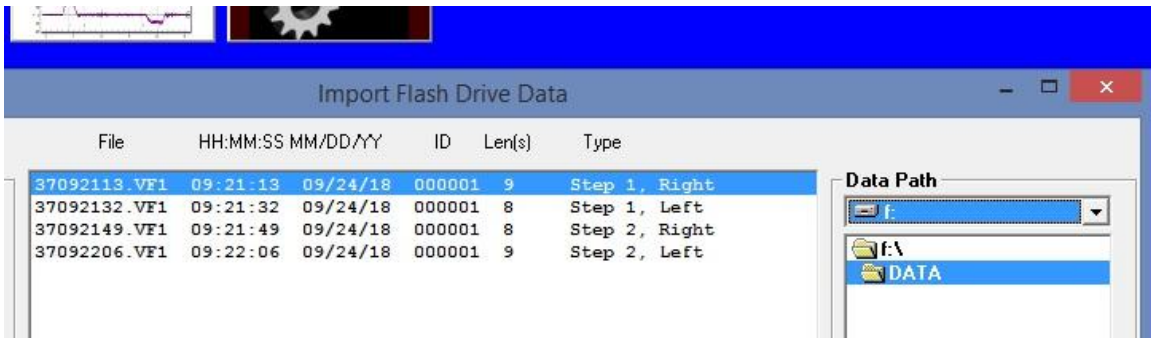 Import Flash Drive Data
File HH:MM:SS MM/DD/YY ID Len(s) Type
37092113.VF1 09:21:13 09/24/18 000001 9 Step 1, Right
37092132.VF1 09:21:32 09/24/18 000001 8 Step 1, Left
37092149.VF1 09:21:49 09/24/18 000001 8 Step 2, Right
37092206.VF1 09:22:06 09/24/18 000001 9 Step 2, Left
Data Path
f:
f:\
DATA